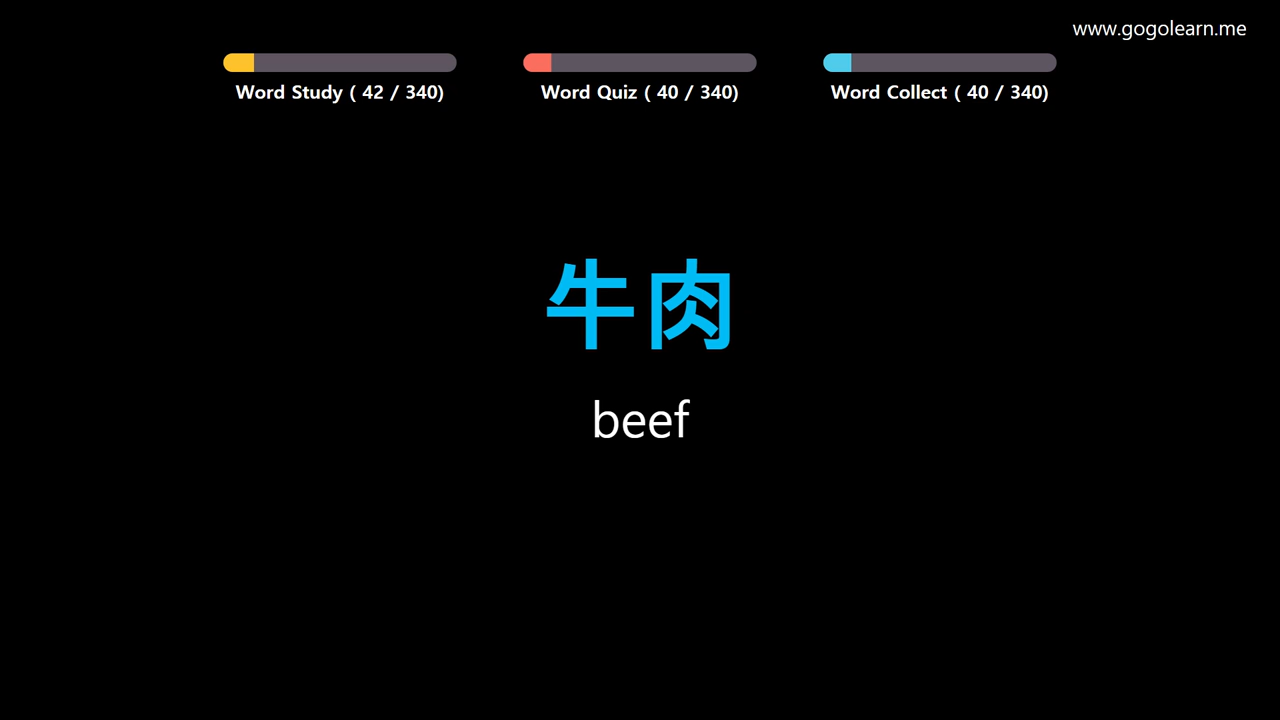 www.gogolearn.me
Word Study ( 42 / 340)
Word Quiz ( 40 / 340)
Word Collect ( 40 / 340)
牛肉
beef